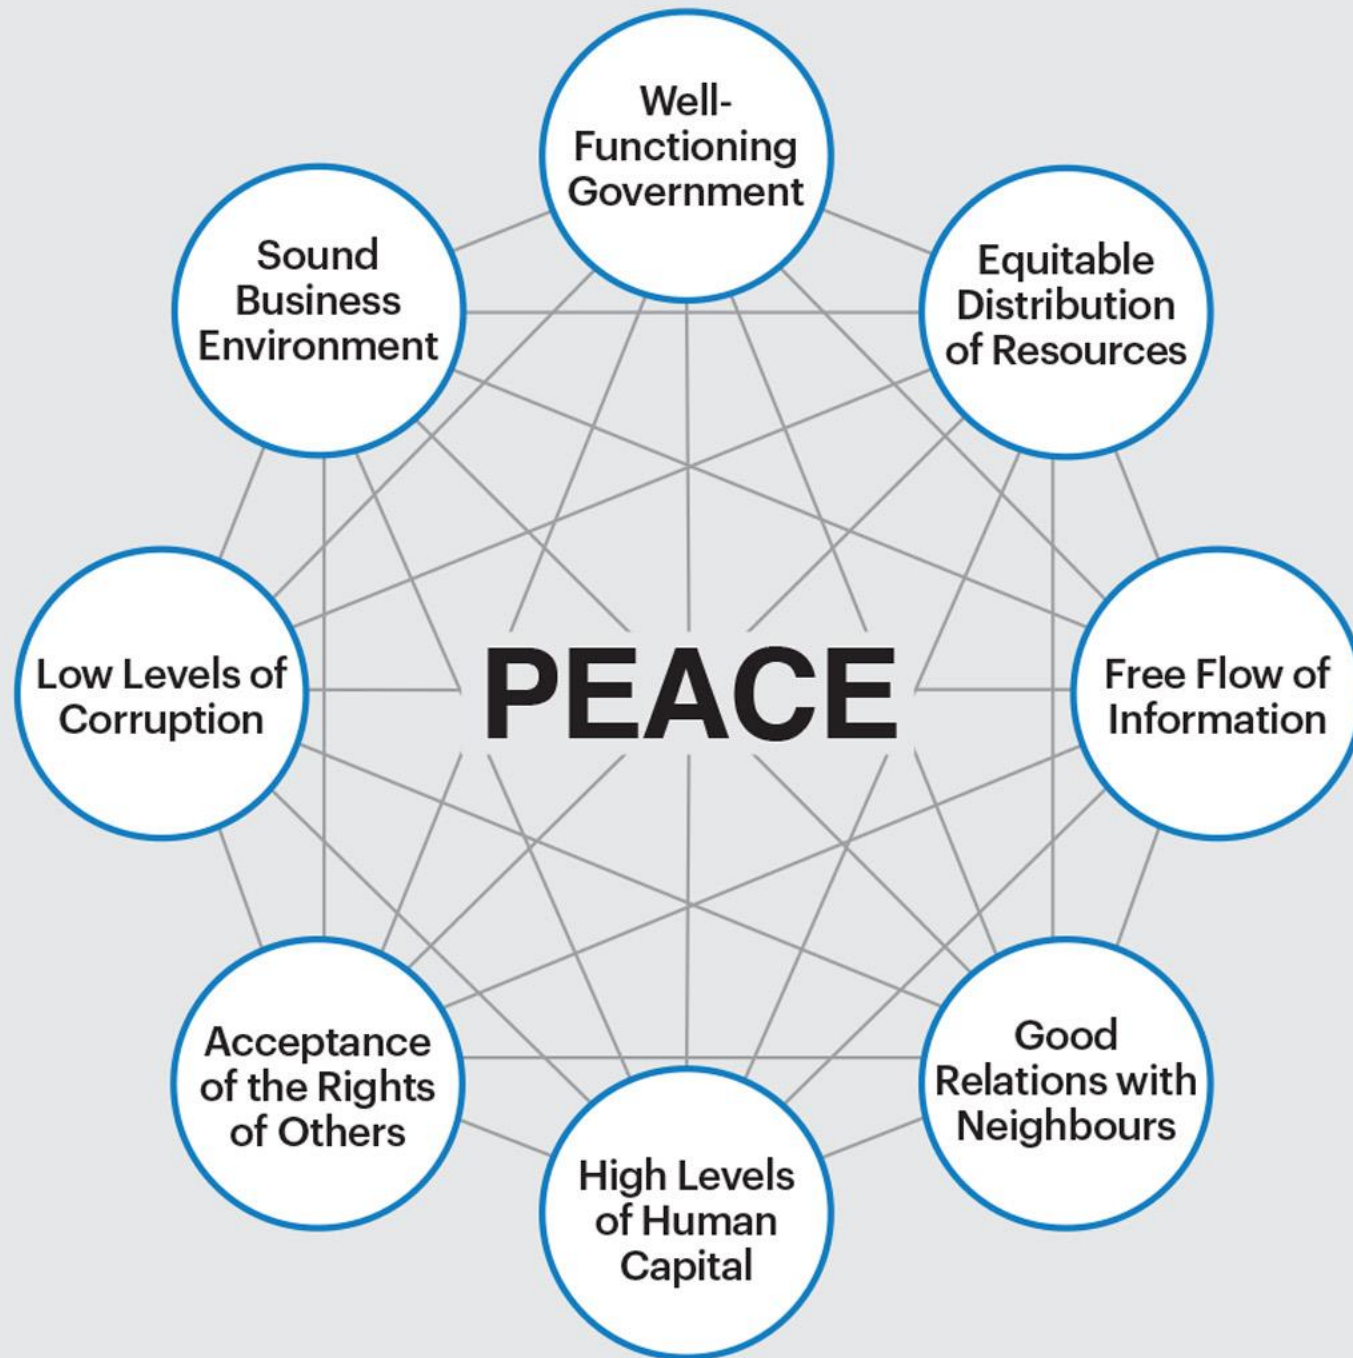 Well-
Functioning
Government
Equitable
Distribution
of Resources
Free Flow of
Information
Good
Relations with
Neighbours
High Levels
of Human
Capital
Acceptance
of the Rights
of Others
Low Levels of
Corruption
Sound
Business
Environment
PEACE